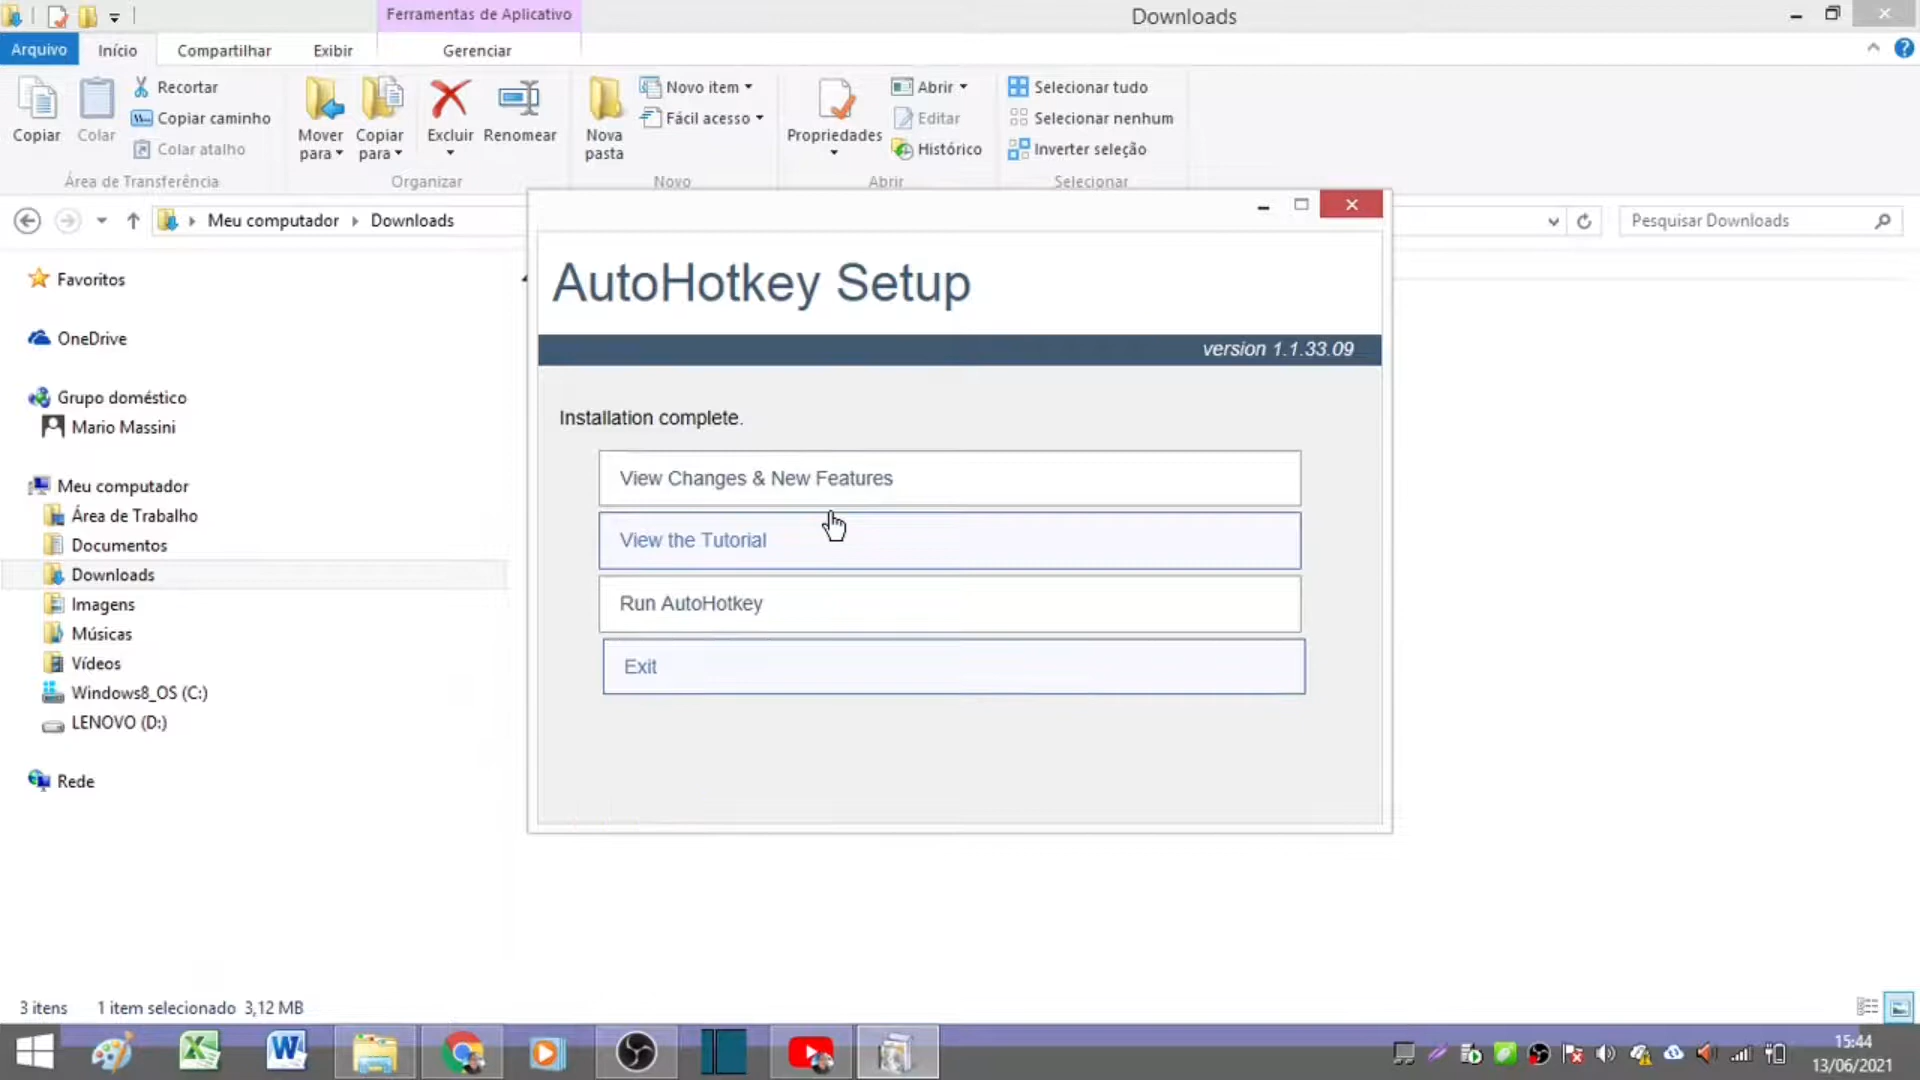 Ferramentas de Aplicativo
Downloads
Arquivo Início Compartilhar Exibir Gerenciar
Copiar
Colar
Recortar
Copiar caminho
Colar atalho
Área de Transferência
Mover para
Copiar para
Excluir
Renomear
Organizar
Nova pasta
Novo item
Fácil acesso
Novo
Propriedades
Abrir
Editar
Histórico
Abrir
Selecionar tudo
Selecionar nenhum
Inverter seleção
Selecionar
Meu computador Downloads
Pesquisar Downloads
Favoritos
OneDrive
Grupo doméstico
Mario Massini
Meu computador
Área de Trabalho
Documentos
Downloads
Imagens
Músicas
Vídeos
Windows8_OS (C:)
LENOVO (D:)
Rede
AutoHotkey Setup
version 1.1.33.09
Installation complete.
View Changes & New Features
View the Tutorial
Run AutoHotkey
Exit
3 itens 1 item selecionado 3,12 MB
15:44
13/06/2021